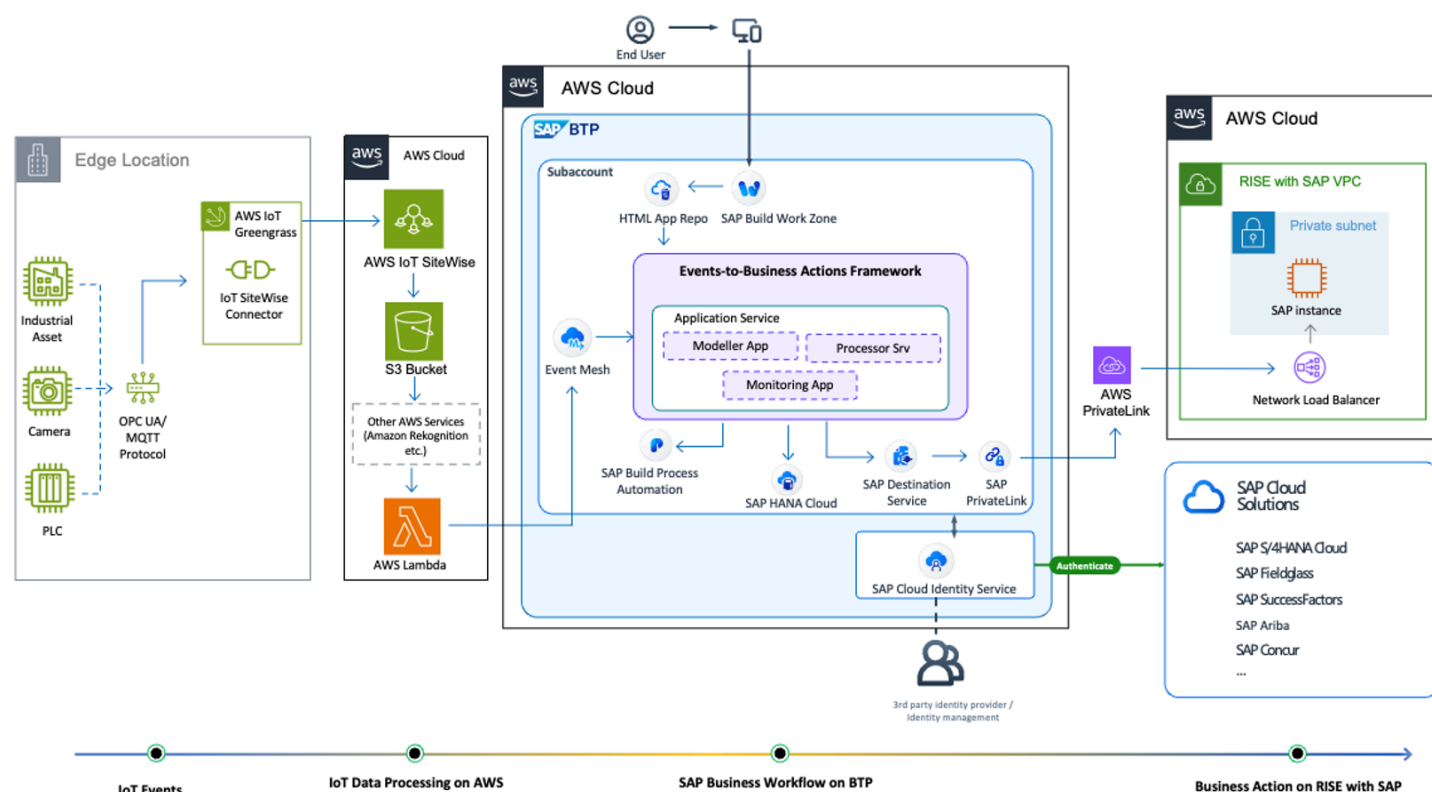 End User
aws
AWS Cloud
SAP BTP
Subaccount
HTML App Repo
SAP Build Work Zone
Events-to-Business Actions Framework
Application Service
Modeller App
Processor Srv
Monitoring App
Event Mesh
SAP Build Process
Automation
SAP HANA Cloud
SAP Destination
Service
SAP
PrivateLink
SAP Cloud Identity Service
3rd party identity provider /
Identity management
Edge Location
AWS IoT
Greengrass
IoT SiteWise
Connector
Industrial
Asset
Camera
PLC
OPC UA/
MQTT
Protocol
aws
AWS Cloud
AWS IoT SiteWise
S3 Bucket
Other AWS Services
(Amazon Rekognition
etc.)
AWS Lambda
aws
AWS Cloud
RISE with SAP VPC
Private subnet
SAP instance
Network Load Balancer
AWS
PrivateLink
Authenticate
SAP Cloud
Solutions
SAP S/4HANA Cloud
SAP Fieldglass
SAP SuccessFactors
SAP Ariba
SAP Concur
...
IoT Events
IoT Data Processing on AWS
SAP Business Workflow on BTP
Business Action on RISE with SAP